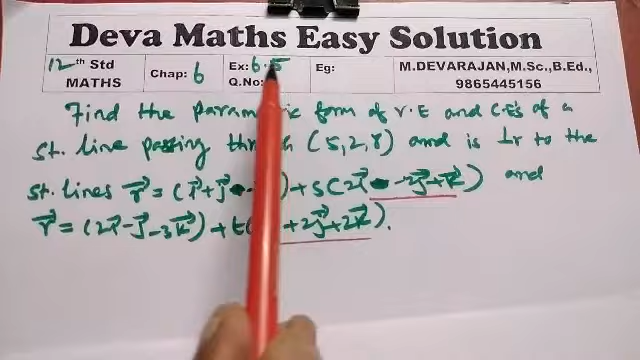 Deva Maths Easy Solution
12th Std MATHS
Chap: 6
Ex: 6.5
Q.No:
Eg:
M.DEVARAJAN,M.Sc.,B.Ed.,
9865445156
Find the form of V.E and C.E's of a
st. line passing (5,2,8) and is ⊥r to the
st. lines r⃗ = (i⃗+j⃗ ) + s(2i⃗ -2j⃗+k⃗) and
r⃗ = (2i⃗-j⃗-3k⃗) + t( +2j⃗+2k⃗).